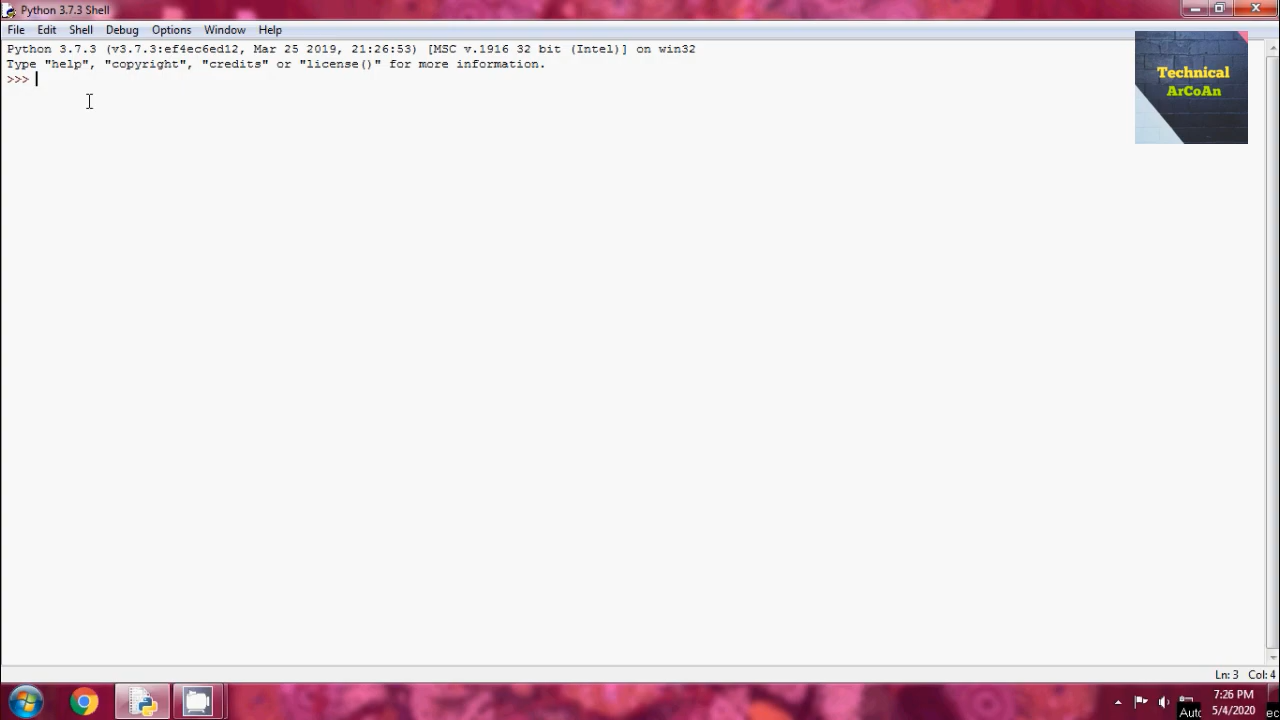 Python 3.7.3 Shell
File Edit Shell Debug Options Window Help
Python 3.7.3 (v3.7.3:ef4ec6ed12, Mar 25 2019, 21:26:53) [MSC v.1916 32 bit (Intel)] on win32
Type "help", "copyright", "credits" or "license()" for more information.
>>>
Technical
ArCoAn
Ln: 3 Col: 4
7:26 PM
5/4/2020